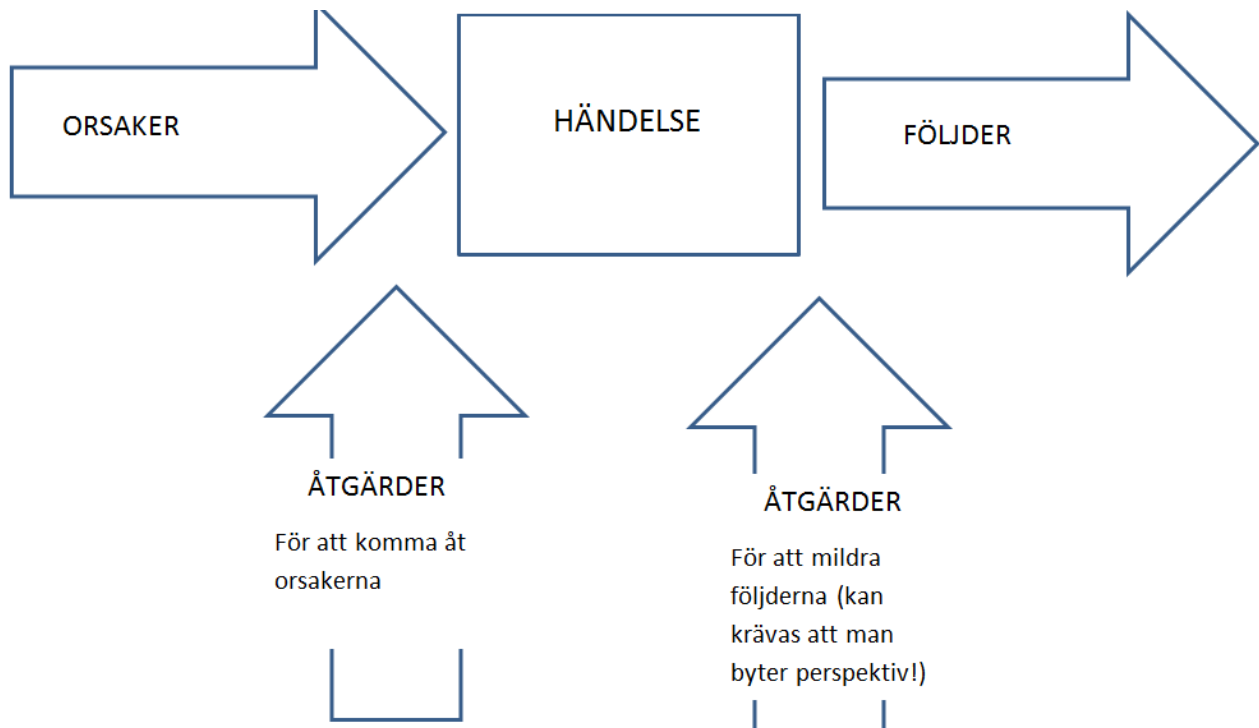 ORSAKER
HÄNDELSE
FÖLJDER
ÅTGÄRDER
För att komma åt
orsakerna
ÅTGÄRDER
För att mildra
följderna (kan
krävas att man
byter perspektiv!)